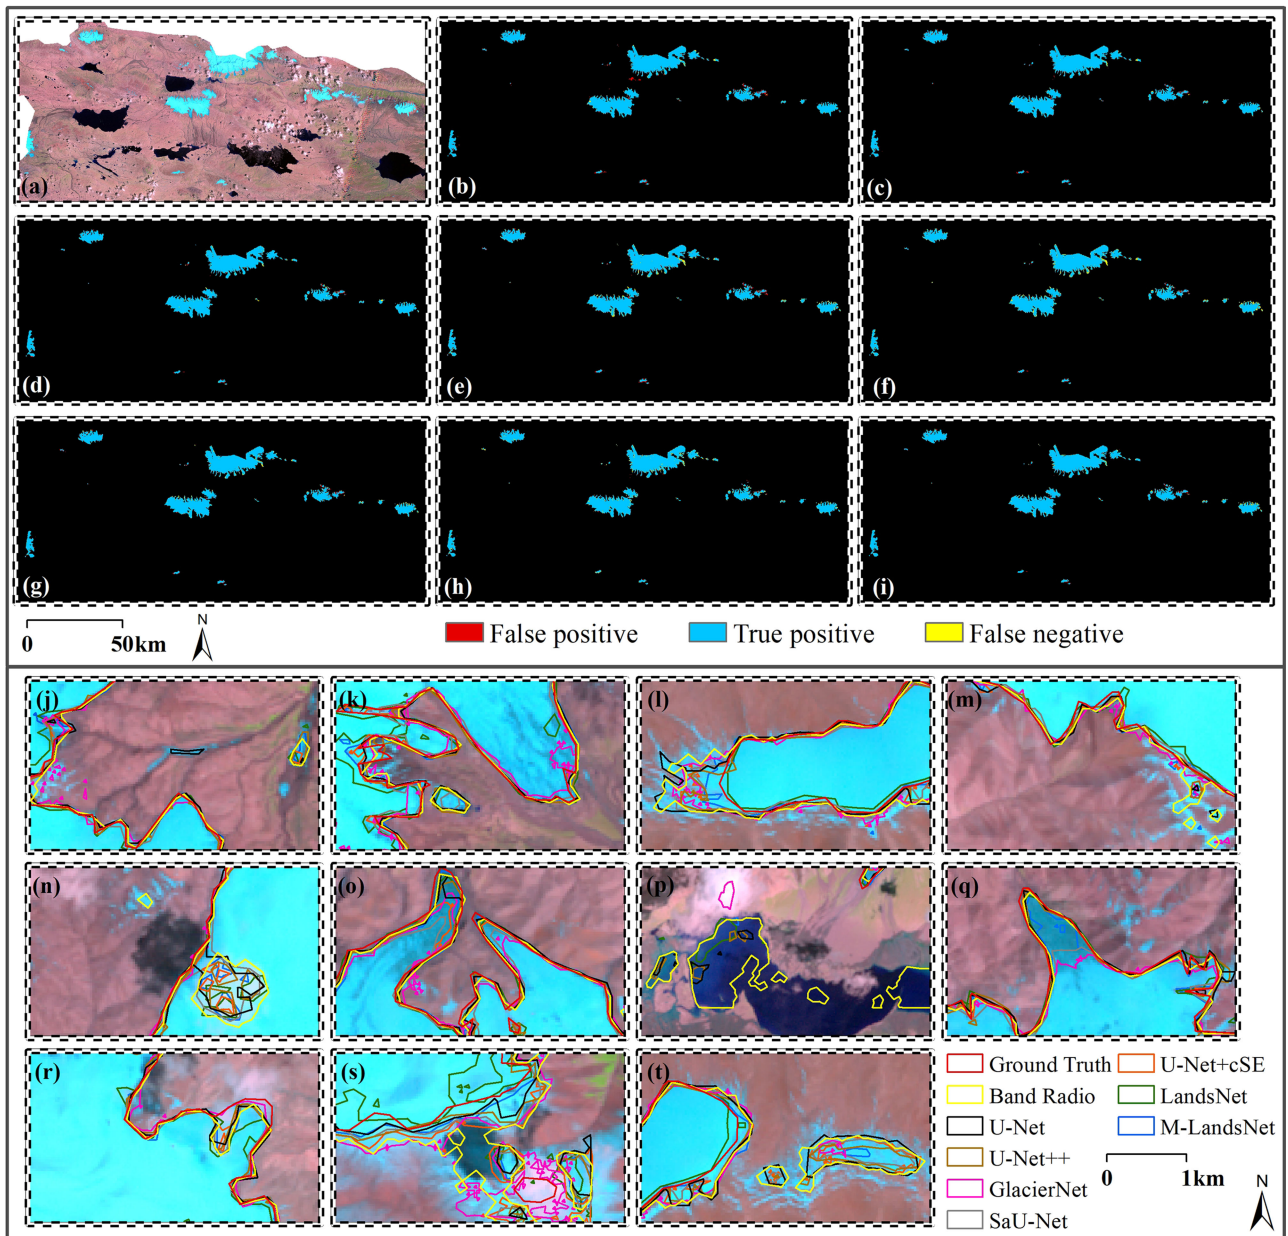 (a)
(b)
(c)
(d)
(e)
(f)
(g)
(h)
(i)
0 50km
N
False positive
True positive
False negative
(j)
(k)
(l)
(m)
(n)
(o)
(p)
(q)
(r)
(s)
(t)
Ground Truth
Band Radio
U-Net
U-Net++
GlacierNet
SaU-Net
U-Net+cSE
LandsNet
M-LandsNet
0 1km
N